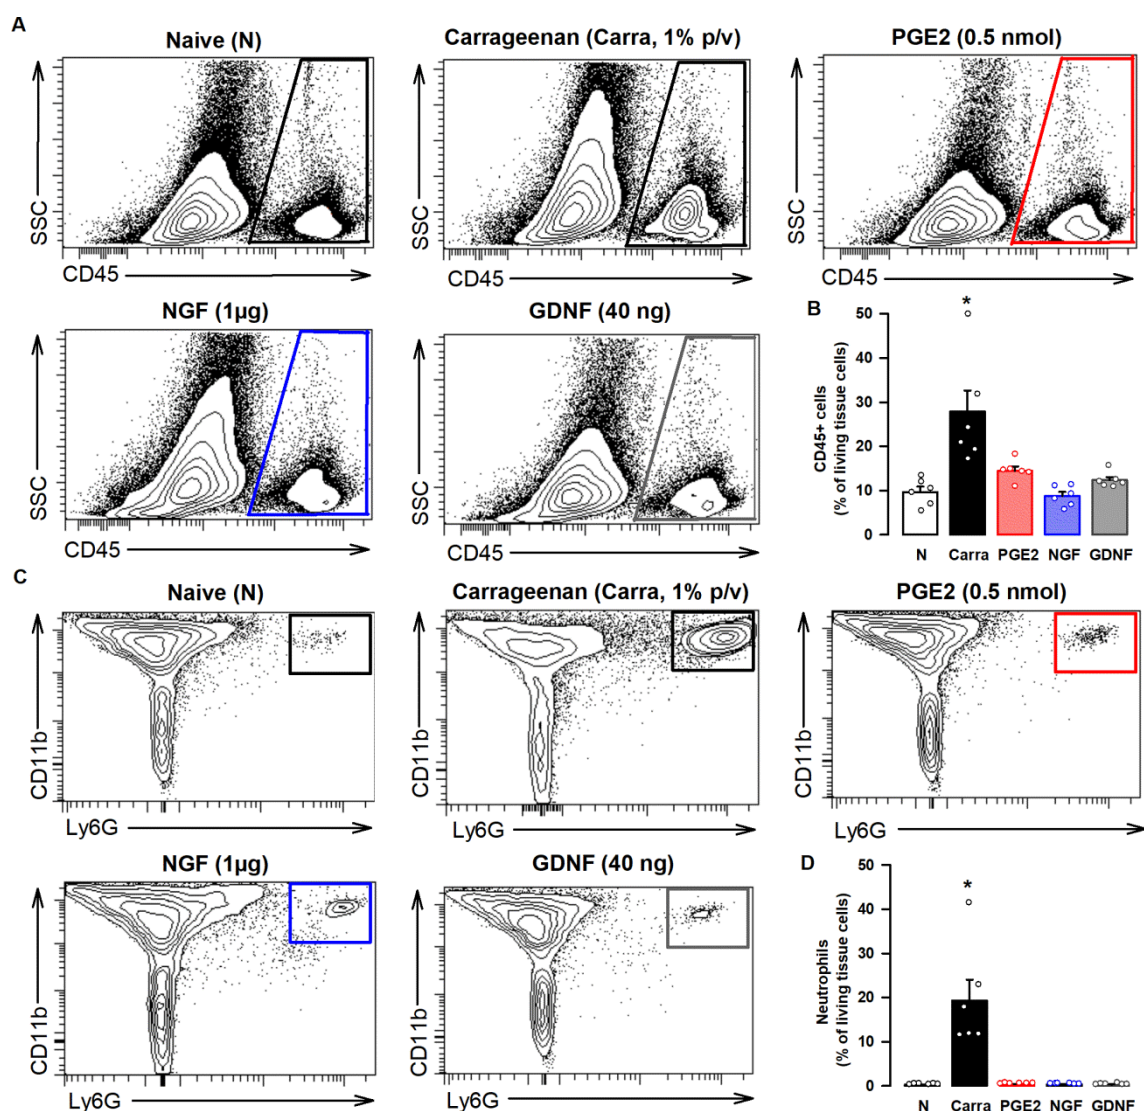 A
Naive (N)
SSC
CD45
Carrageenan (Carra, 1% p/v)
SSC
CD45
PGE2 (0.5 nmol)
SSC
CD45
NGF (1µg)
SSC
CD45
GDNF (40 ng)
SSC
CD45
B
CD45+ cells
(% of living tissue cells)
50
40
30
20
10
0
*
N Carra PGE2 NGF GDNF
C
Naive (N)
CD11b
Ly6G
Carrageenan (Carra, 1% p/v)
CD11b
Ly6G
PGE2 (0.5 nmol)
CD11b
Ly6G
NGF (1µg)
CD11b
Ly6G
GDNF (40 ng)
CD11b
Ly6G
D
Neutrophils
(% of living tissue cells)
50
40
30
20
10
0
*
N Carra PGE2 NGF GDNF